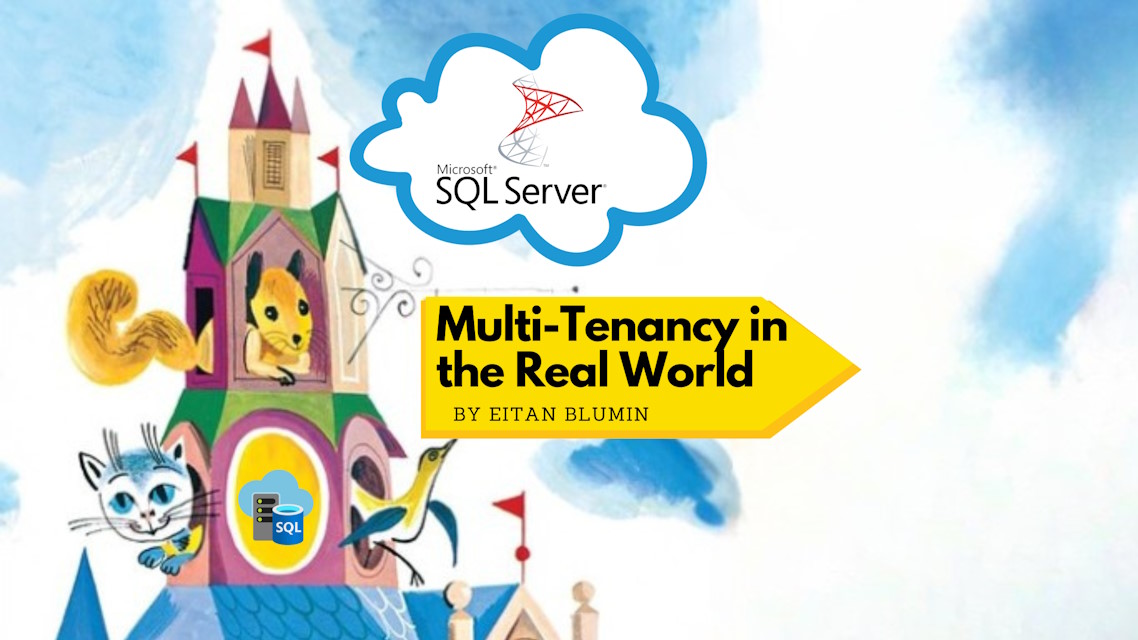 Microsoft®
SQL Server®
Multi-Tenancy in
the Real World
BY EITAN BLUMIN
SQL